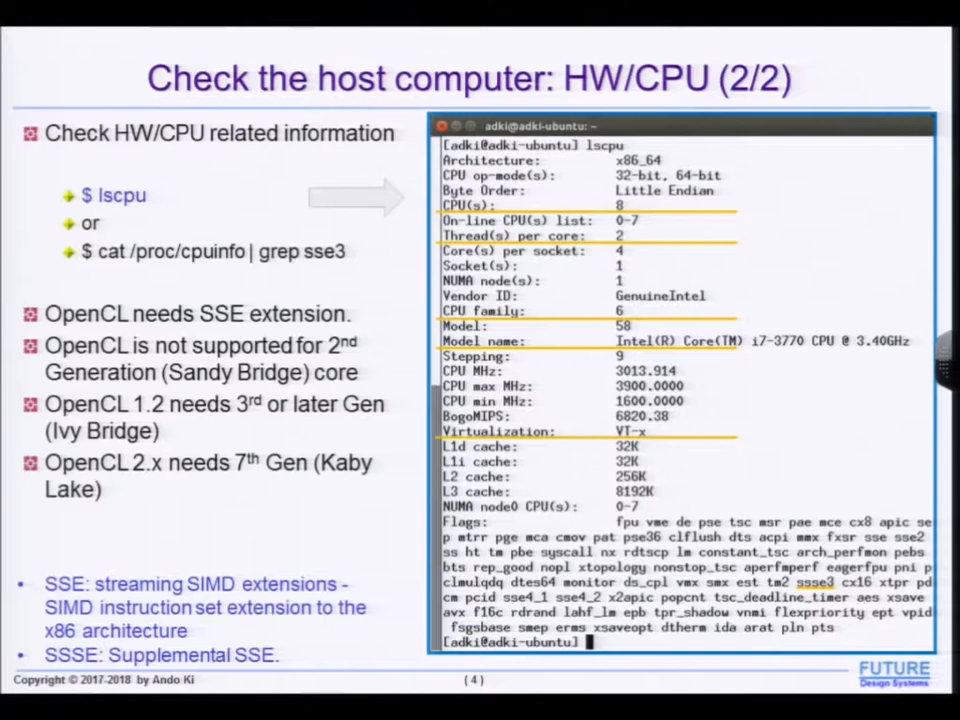 Check the host computer: HW/CPU (2/2)
Check HW/CPU related information
$ lscpu
or
$ cat /proc/cpuinfo | grep sse3
OpenCL needs SSE extension.
OpenCL is not supported for 2nd
Generation (Sandy Bridge) core
OpenCL 1.2 needs 3rd or later Gen
(Ivy Bridge)
OpenCL 2.x needs 7th Gen (Kaby
Lake)
SSE: streaming SIMD extensions -
SIMD instruction set extension to the
x86 architecture
SSSE: Supplemental SSE.
adki@adki-ubuntu: ~
[adki@adki-ubuntu] lscpu
Architecture: x86_64
CPU op-mode(s): 32-bit, 64-bit
Byte Order: Little Endian
CPU(s): 8
On-line CPU(s) list: 0-7
Thread(s) per core: 2
Core(s) per socket: 4
Socket(s): 1
NUMA node(s): 1
Vendor ID: GenuineIntel
CPU family: 6
Model: 58
Model name: Intel(R) Core(TM) i7-3770 CPU @ 3.40GHz
Stepping: 9
CPU MHz: 3013.914
CPU max MHz: 3900.0000
CPU min MHz: 1600.0000
BogoMIPS: 6820.38
Virtualization: VT-x
L1d cache: 32K
L1i cache: 32K
L2 cache: 256K
L3 cache: 8192K
NUMA node0 CPU(s): 0-7
Flags: fpu vme de pse tsc msr pae mce cx8 apic se
p mtrr pge mca cmov pat pse36 clflush dts acpi mmx fxsr sse sse2
ss ht tm pbe syscall nx rdtscp lm constant_tsc arch_perfmon pebs
bts rep_good nopl xtopology nonstop_tsc aperfmperf eagerfpu pni p
clmulqdq dtes64 monitor ds_cpl vmx smx est tm2 ssse3 cx16 xtpr pd
cm pcid sse4_1 sse4_2 x2apic popcnt tsc_deadline_timer aes xsave
avx f16c rdrand lahf_lm epb tpr_shadow vnmi flexpriority ept vpid
fsgsbase smep erms xsaveopt dtherm ida arat pln pts
[adki@adki-ubuntu]
Copyright © 2017-2018 by Ando Ki
( 4 )
FUTURE
Design Systems